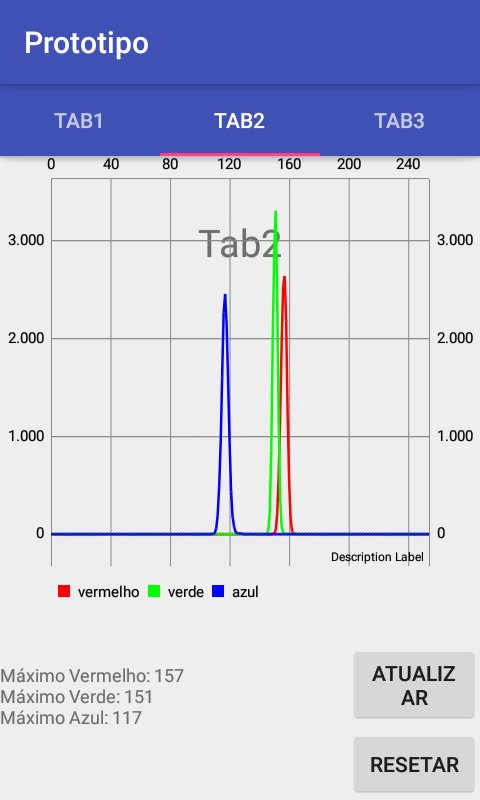 Prototipo
TAB1 TAB2 TAB3
0 40 80 120 160 200 240
Tab2
3.000 3.000
2.000 2.000
1.000 1.000
0 0
Description Label
vermelho verde azul
Máximo Vermelho: 157
Máximo Verde: 151
Máximo Azul: 117
ATUALIZ
AR
RESETAR